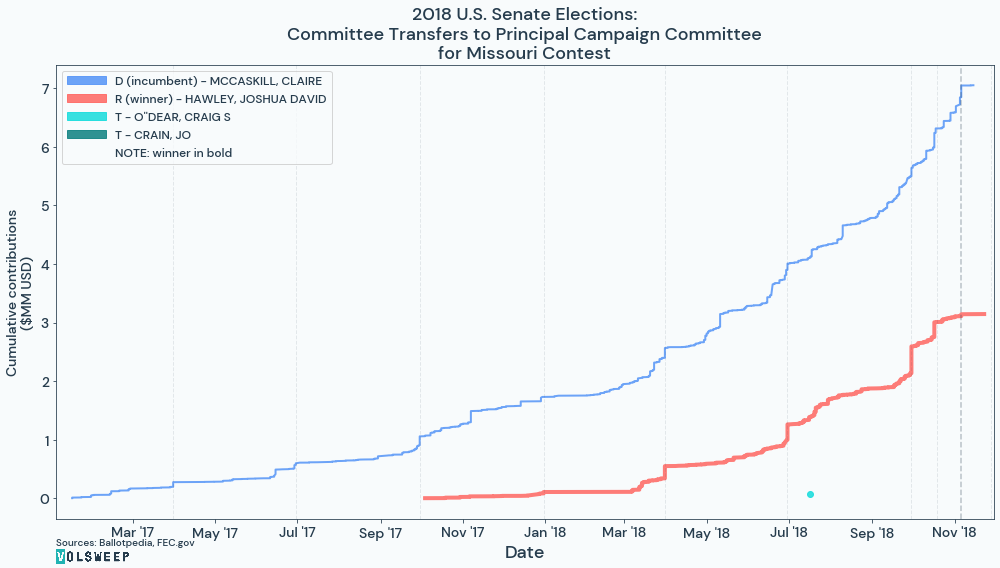 2018 U.S. Senate Elections:
Committee Transfers to Principal Campaign Committee
for Missouri Contest
D (incumbent) – MCCASKILL, CLAIRE
R (winner) – HAWLEY, JOSHUA DAVID
T – O"DEAR, CRAIG S
T – CRAIN, JO
NOTE: winner in bold
Cumulative contributions
($MM USD)
7
6
5
4
3
2
1
0
Mar '17 May '17 Jul '17 Sep '17 Nov '17 Jan '18 Mar '18 May '18 Jul '18 Sep '18 Nov '18
Date
Sources: Ballotpedia, FEC.gov
VOLSWEEP